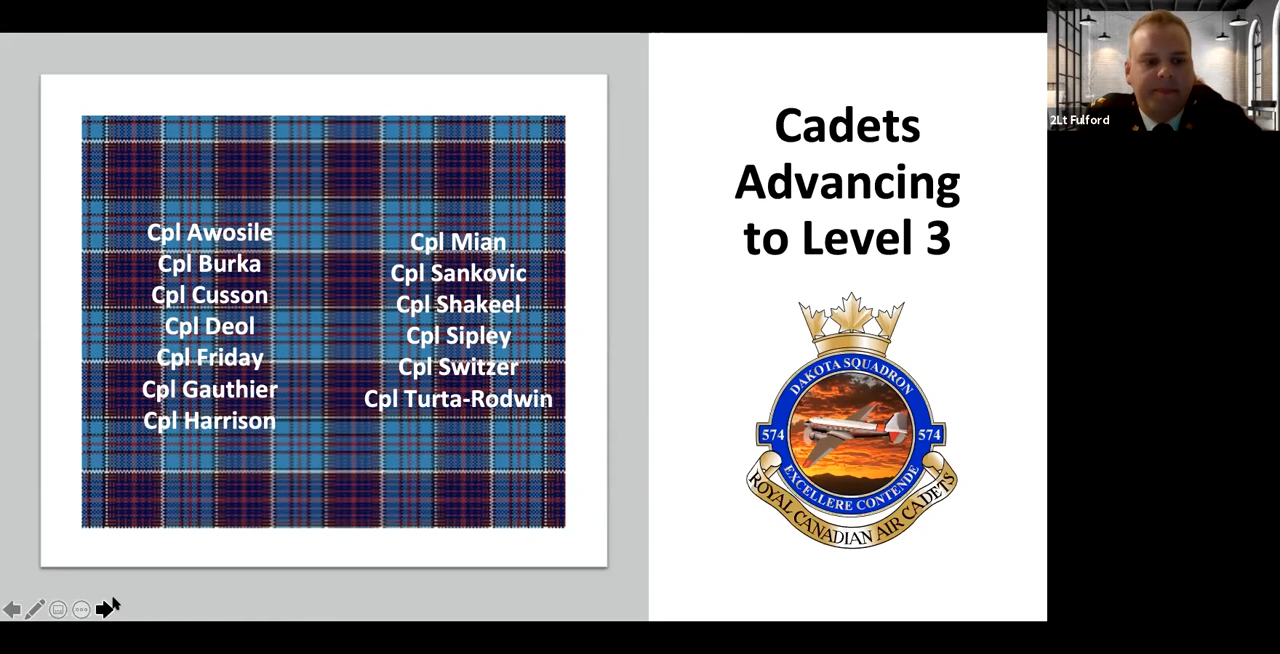 Cpl Awosile
Cpl Burka
Cpl Cusson
Cpl Deol
Cpl Friday
Cpl Gauthier
Cpl Harrison
Cpl Mian
Cpl Sankovic
Cpl Shakeel
Cpl Sipley
Cpl Switzer
Cpl Turta-Rodwin
Cadets
Advancing
to Level 3
DAKOTA SQUADRON
574
574
EXCELLERE CONTENDE
ROYAL CANADIAN AIR CADETS
2Lt Fulford